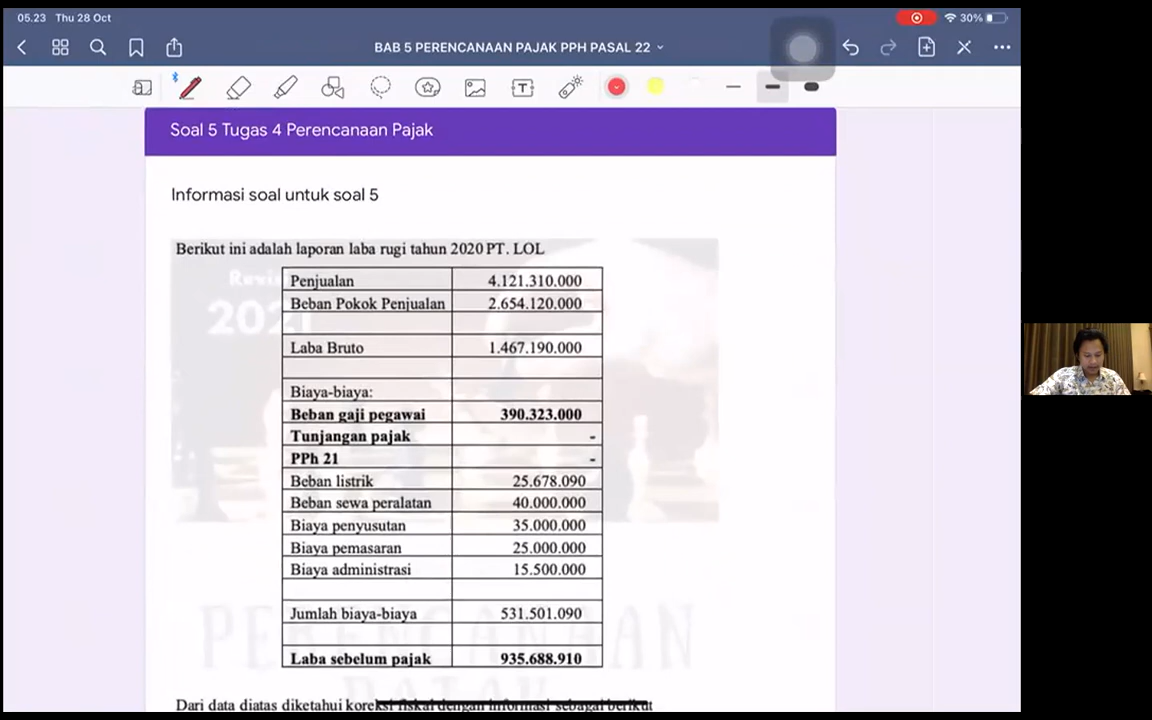 05.23 Thu 28 Oct
30%
BAB 5 PERENCANAAN PAJAK PPH PASAL 22
Soal 5 Tugas 4 Perencanaan Pajak
Informasi soal untuk soal 5
Berikut ini adalah laporan laba rugi tahun 2020 PT. LOL
Penjualan 4.121.310.000
Beban Pokok Penjualan 2.654.120.000
2021
Laba Bruto 1.467.190.000
Biaya-biaya:
Beban gaji pegawai 390.323.000
Tunjangan pajak -
PPh 21 -
Beban listrik 25.678.090
Beban sewa peralatan 40.000.000
Biaya penyusutan 35.000.000
Biaya pemasaran 25.000.000
Biaya administrasi 15.500.000
Jumlah biaya-biaya 531.501.090
PERENCANAAN
Laba sebelum pajak 935.688.910
PAJAK
Dari data diatas diketahui koreksi fiskal dengan informasi sebagai berikut